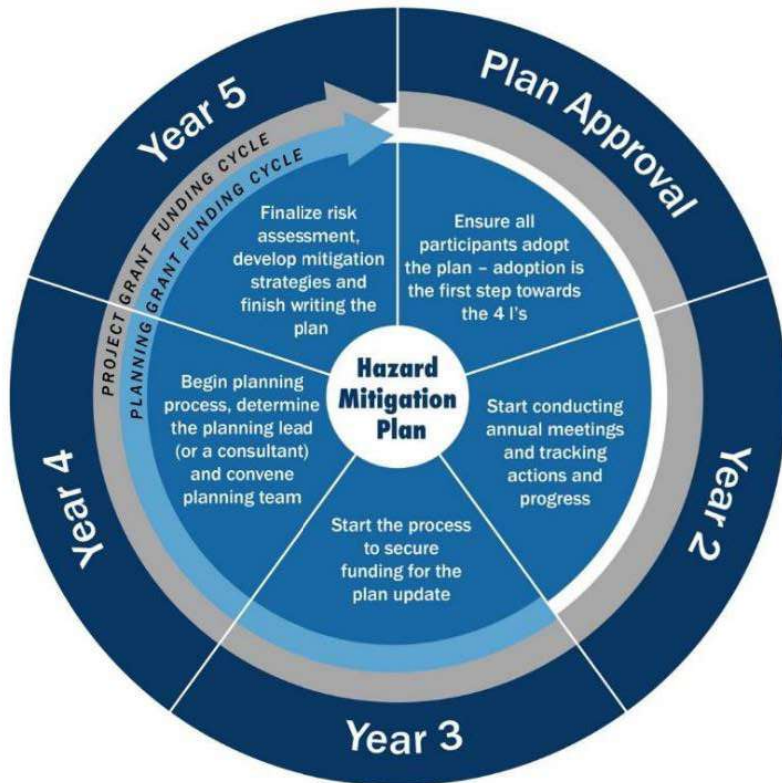 Plan Approval
Ensure all
participants adopt
the plan – adoption is
the first step towards
the 4 I's
Year 2
Start conducting
annual meetings
and tracking
actions and
progress
Year 3
Start the process
to secure
funding for the
plan update
Year 4
Begin planning
process, determine
the planning lead
(or a consultant)
and convene
planning team
Year 5
Finalize risk
assessment,
develop mitigation
strategies and
finish writing the
plan
PROJECT GRANT FUNDING CYCLE
PLANNING GRANT FUNDING CYCLE
Hazard
Mitigation
Plan